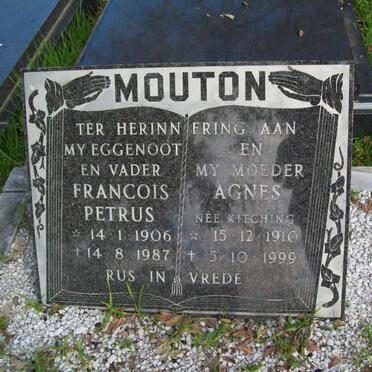 MOUTON
TER HERINNERING AAN
MY EGGENOOT EN
EN VADER MY MOEDER
FRANCOIS AGNES
PETRUS NÉE KITCHING
☆ 14·1·1906 ☆ 15·12·1910
† 14·8·1987 † 5·10·1999
RUS IN VREDE